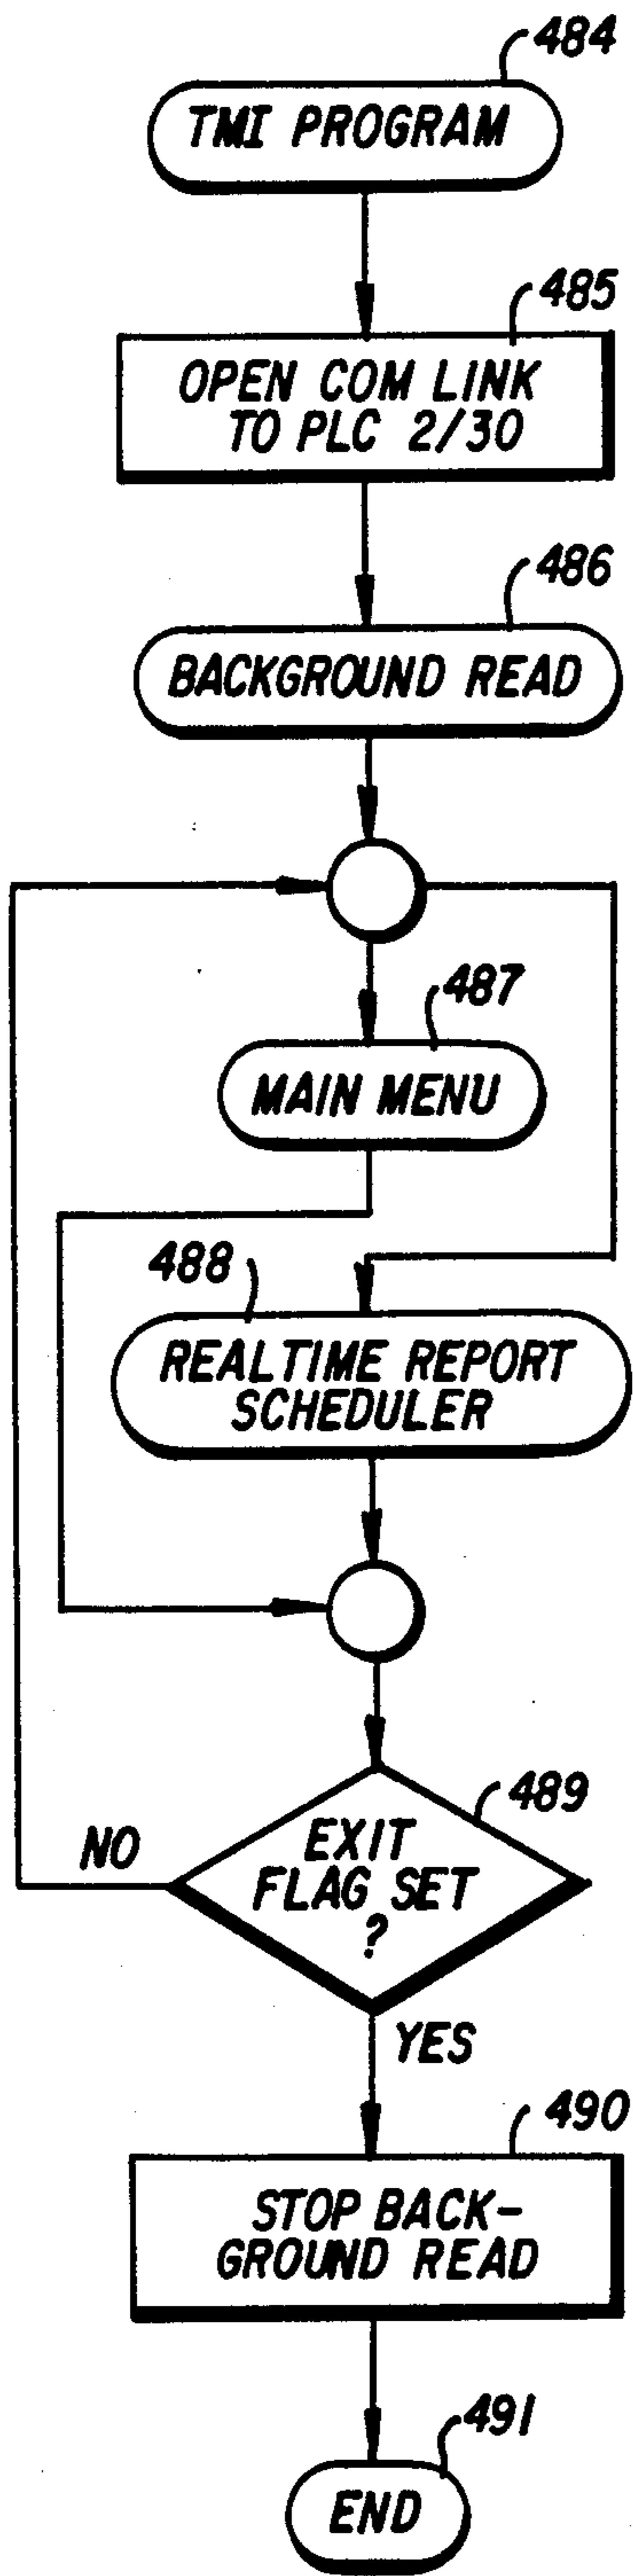 484
TMI PROGRAM
485
OPEN COM LINK
TO PLC 2/30
486
BACKGROUND READ
487
MAIN MENU
488
REALTIME REPORT
SCHEDULER
489
EXIT
FLAG SET
?
NO
YES
490
STOP BACK-
GROUND READ
491
END